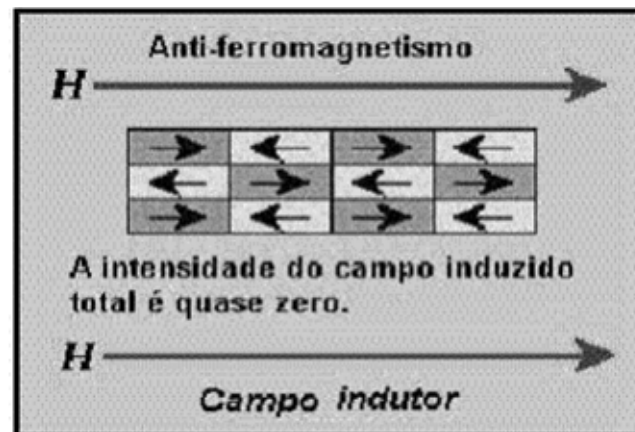 Anti-ferromagnetismo
H
A intensidade do campo induzido
total é quase zero.
H
Campo indutor